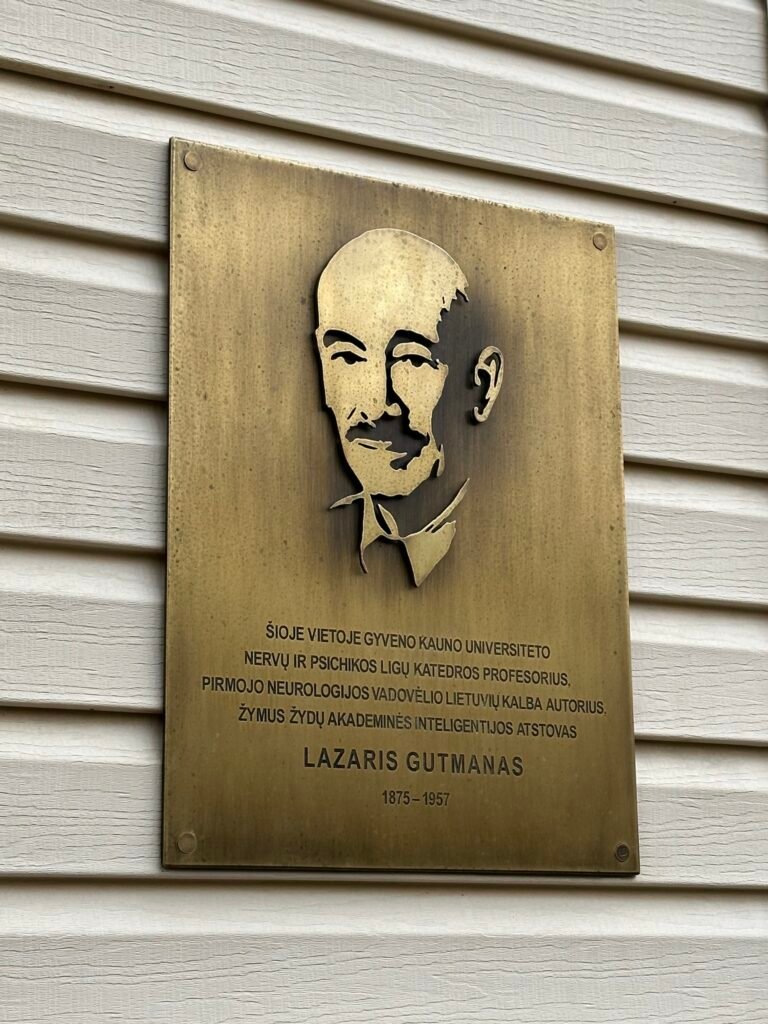 ŠIOJE VIETOJE GYVENO KAUNO UNIVERSITETO
NERVŲ IR PSICHIKOS LIGŲ KATEDROS PROFESORIUS,
PIRMOJO NEUROLOGIJOS VADOVĖLIO LIETUVIŲ KALBA AUTORIUS,
ŽYMUS ŽYDŲ AKADEMINĖS INTELIGENTIJOS ATSTOVAS
LAZARIS GUTMANAS
1875–1957